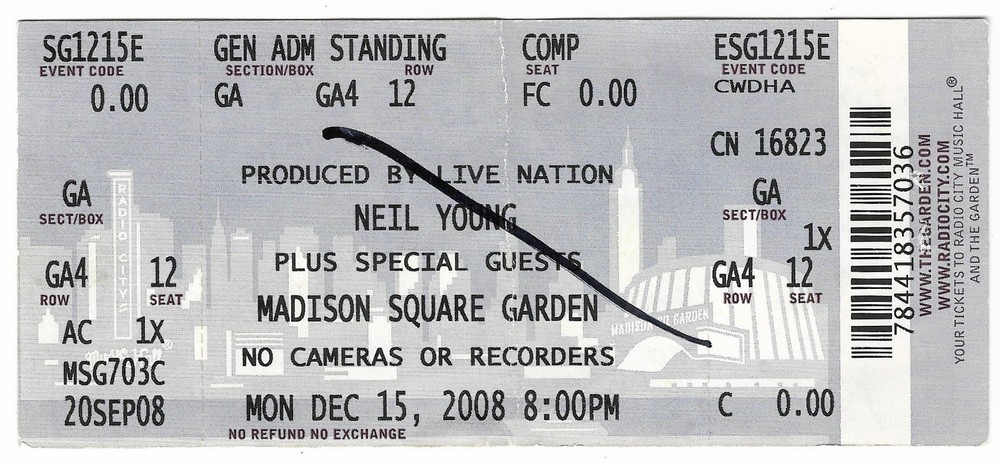 SG1215E GEN ADM STANDING COMP ESG1215E
EVENT CODE SECTION/BOX ROW SEAT EVENT CODE
0.00 GA GA4 12 FC 0.00 CWDHA
CN 16823
PRODUCED BY LIVE NATION
GA NEIL YOUNG GA
SECT/BOX SECT/BOX
1X
PLUS SPECIAL GUESTS
GA4 12 GA4 12
ROW SEAT ROW SEAT
MADISON SQUARE GARDEN
AC 1X
NO CAMERAS OR RECORDERS
MSG703C
20SEP08 MON DEC 15, 2008 8:00PM C 0.00
NO REFUND NO EXCHANGE
RADIO CITY
MADISON SQ GARDEN
784418357036
WWW.THEGARDEN.COM
WWW.RADIOCITY.COM
YOUR TICKETS TO RADIO CITY MUSIC HALL®
AND THE GARDEN™